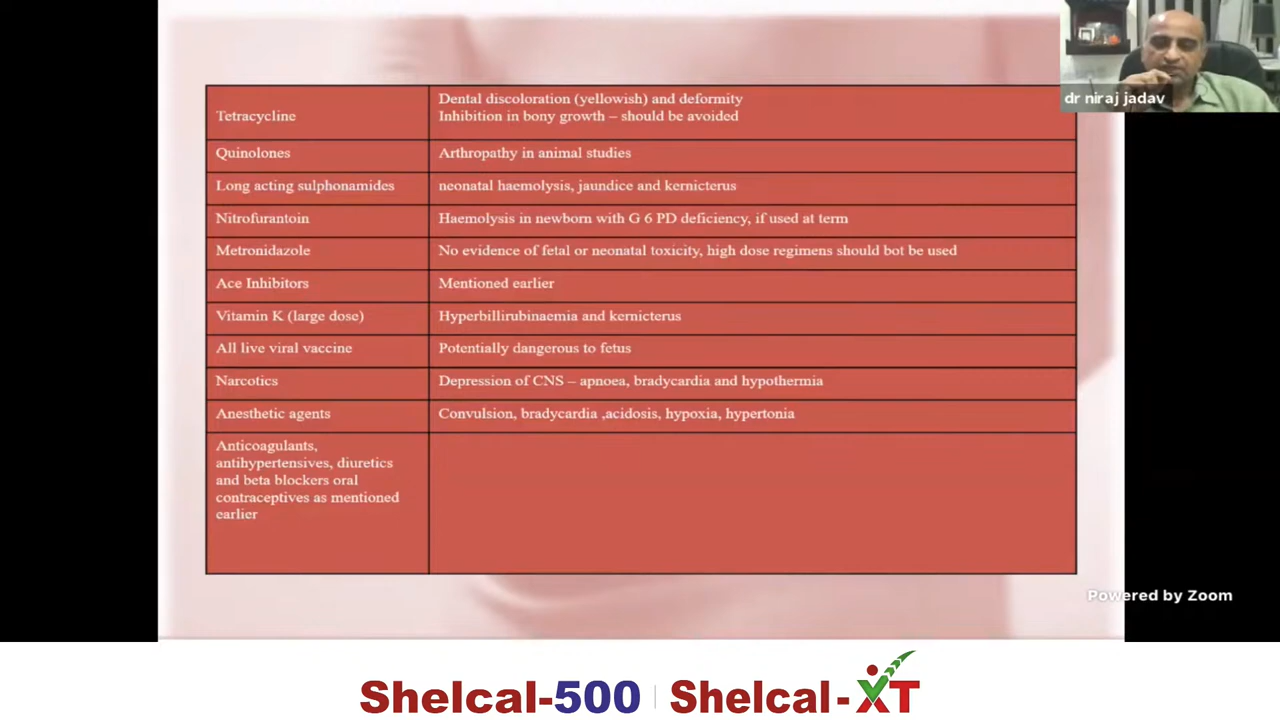 dr niraj jadav
Tetracycline
Dental discoloration (yellowish) and deformity
Inhibition in bony growth – should be avoided
Quinolones
Arthropathy in animal studies
Long acting sulphonamides
neonatal haemolysis, jaundice and kernicterus
Nitrofurantoin
Haemolysis in newborn with G 6 PD deficiency, if used at term
Metronidazole
No evidence of fetal or neonatal toxicity, high dose regimens should bot be used
Ace Inhibitors
Mentioned earlier
Vitamin K (large dose)
Hyperbillirubinaemia and kernicterus
All live viral vaccine
Potentially dangerous to fetus
Narcotics
Depression of CNS – apnoea, bradycardia and hypothermia
Anesthetic agents
Convulsion, bradycardia ,acidosis, hypoxia, hypertonia
Anticoagulants,
antihypertensives, diuretics
and beta blockers oral
contraceptives as mentioned
earlier
Powered by Zoom
Shelcal-500 Shelcal-XT